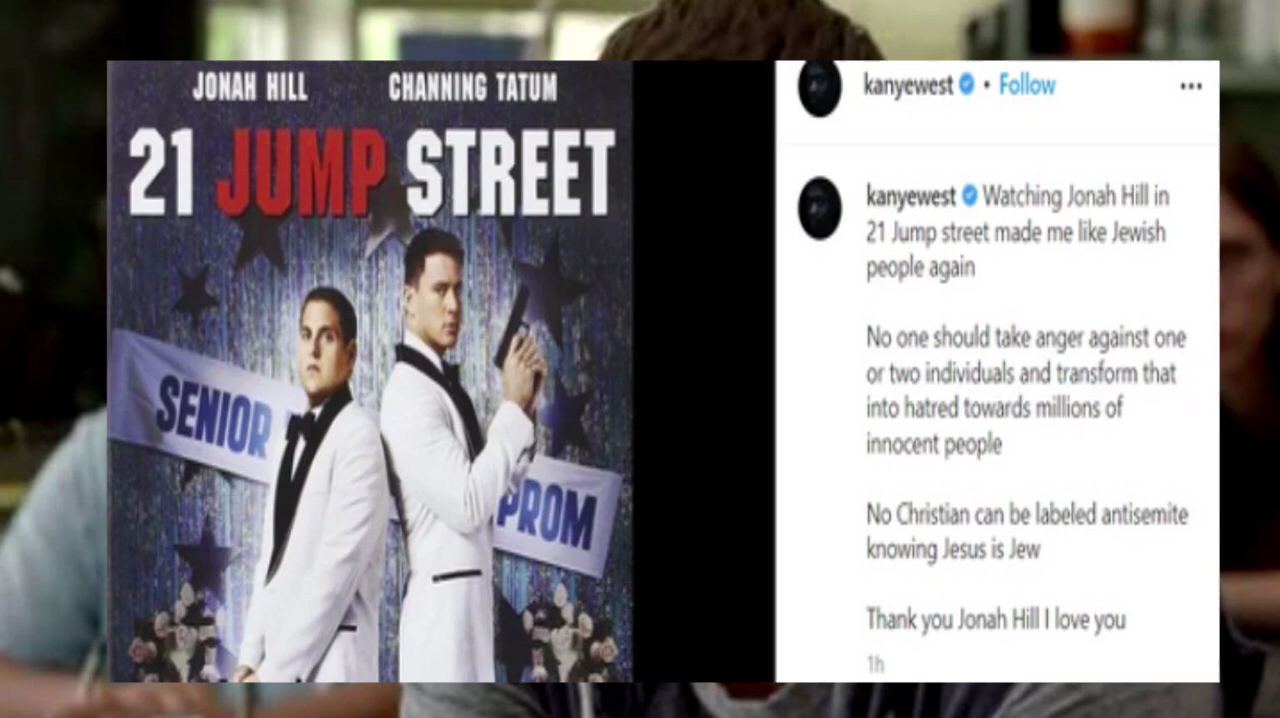 JONAH HILL CHANNING TATUM
21 JUMP STREET
SENIOR
PROM
kanyewest • Follow •••
kanyewest Watching Jonah Hill in
21 Jump street made me like Jewish
people again
No one should take anger against one
or two individuals and transform that
into hatred towards millions of
innocent people
No Christian can be labeled antisemite
knowing Jesus is Jew
Thank you Jonah Hill I love you
1h